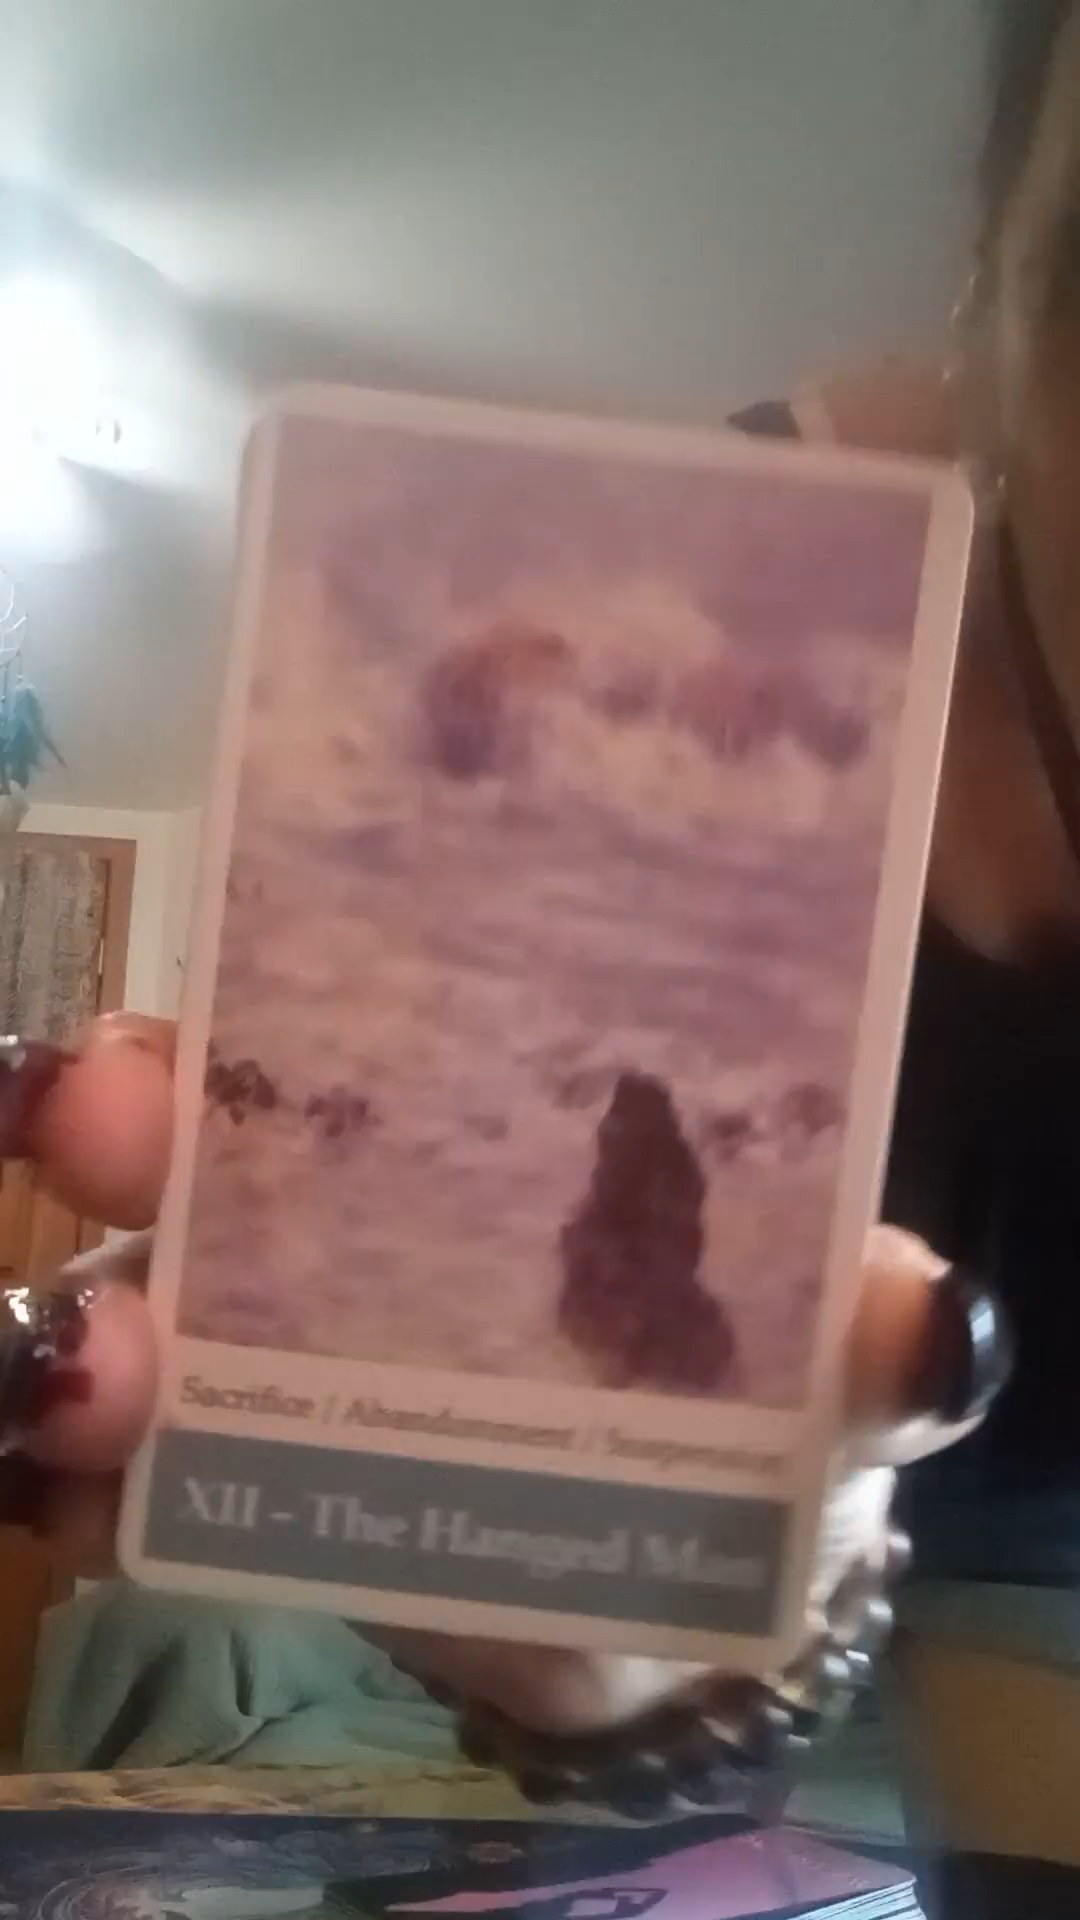 Sacrifice / Abandonment / Suspension
XII - The Hanged Man